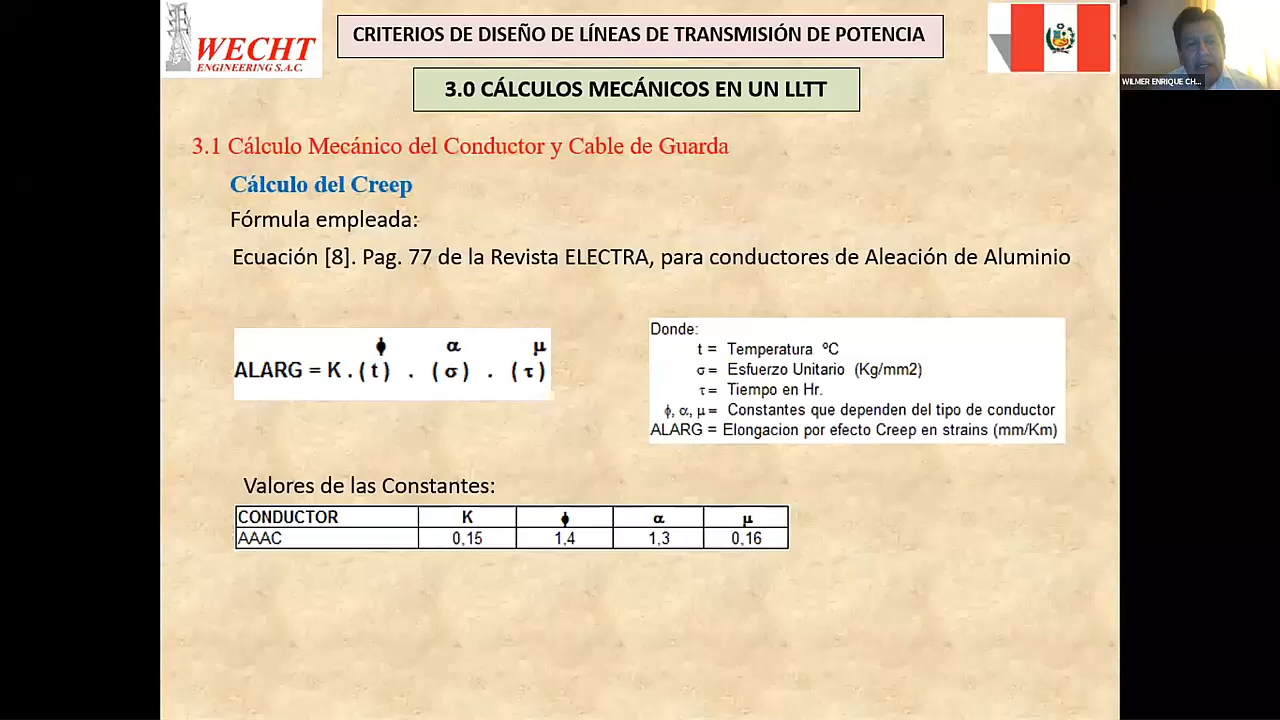 WECHT
ENGINEERING S.A.C.
CRITERIOS DE DISEÑO DE LÍNEAS DE TRANSMISIÓN DE POTENCIA
WILMER ENRIQUE CH...
3.0 CÁLCULOS MECÁNICOS EN UN LLTT
3.1 Cálculo Mecánico del Conductor y Cable de Guarda
Cálculo del Creep
Fórmula empleada:
Ecuación [8]. Pag. 77 de la Revista ELECTRA, para conductores de Aleación de Aluminio
ϕ α μ
ALARG = K . ( t ) . ( σ ) . ( τ )
Donde:
t = Temperatura ºC
σ = Esfuerzo Unitario (Kg/mm2)
τ = Tiempo en Hr.
ϕ, α, μ = Constantes que dependen del tipo de conductor
ALARG = Elongacion por efecto Creep en strains (mm/Km)
Valores de las Constantes:
CONDUCTOR K ϕ α μ
AAAC 0,15 1,4 1,3 0,16